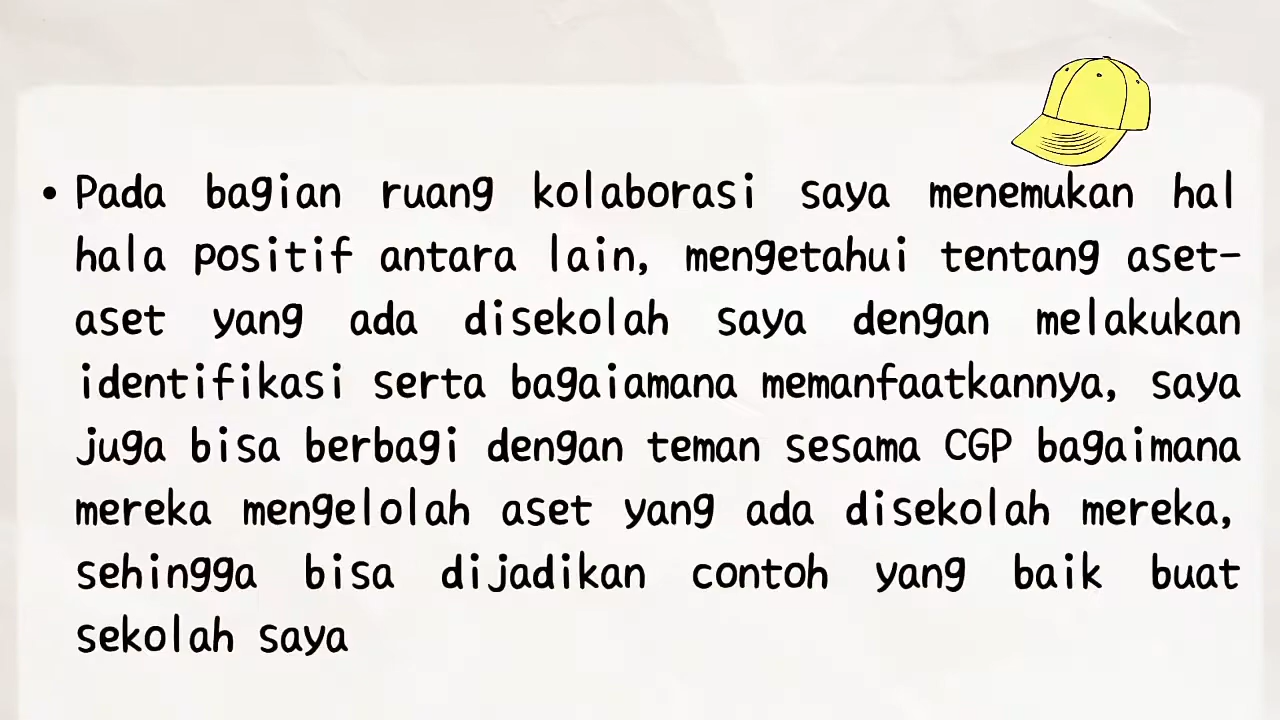 • Pada bagian ruang kolaborasi saya menemukan hal
hala positif antara lain, mengetahui tentang aset-
aset yang ada disekolah saya dengan melakukan
identifikasi serta bagaiamana memanfaatkannya, saya
juga bisa berbagi dengan teman sesama CGP bagaimana
mereka mengelolah aset yang ada disekolah mereka,
sehingga bisa dijadikan contoh yang baik buat
sekolah saya